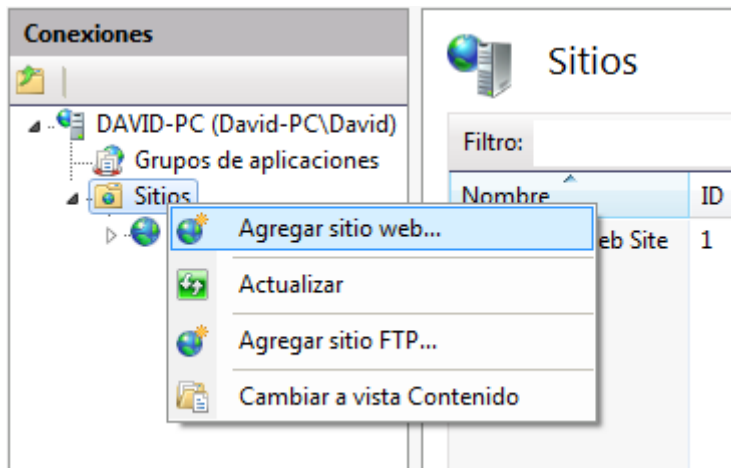 Conexiones
DAVID-PC (David-PC\David)
Grupos de aplicaciones
Sitios
Agregar sitio web...
Actualizar
Agregar sitio FTP...
Cambiar a vista Contenido
Sitios
Filtro:
Nombre ID
eb Site 1